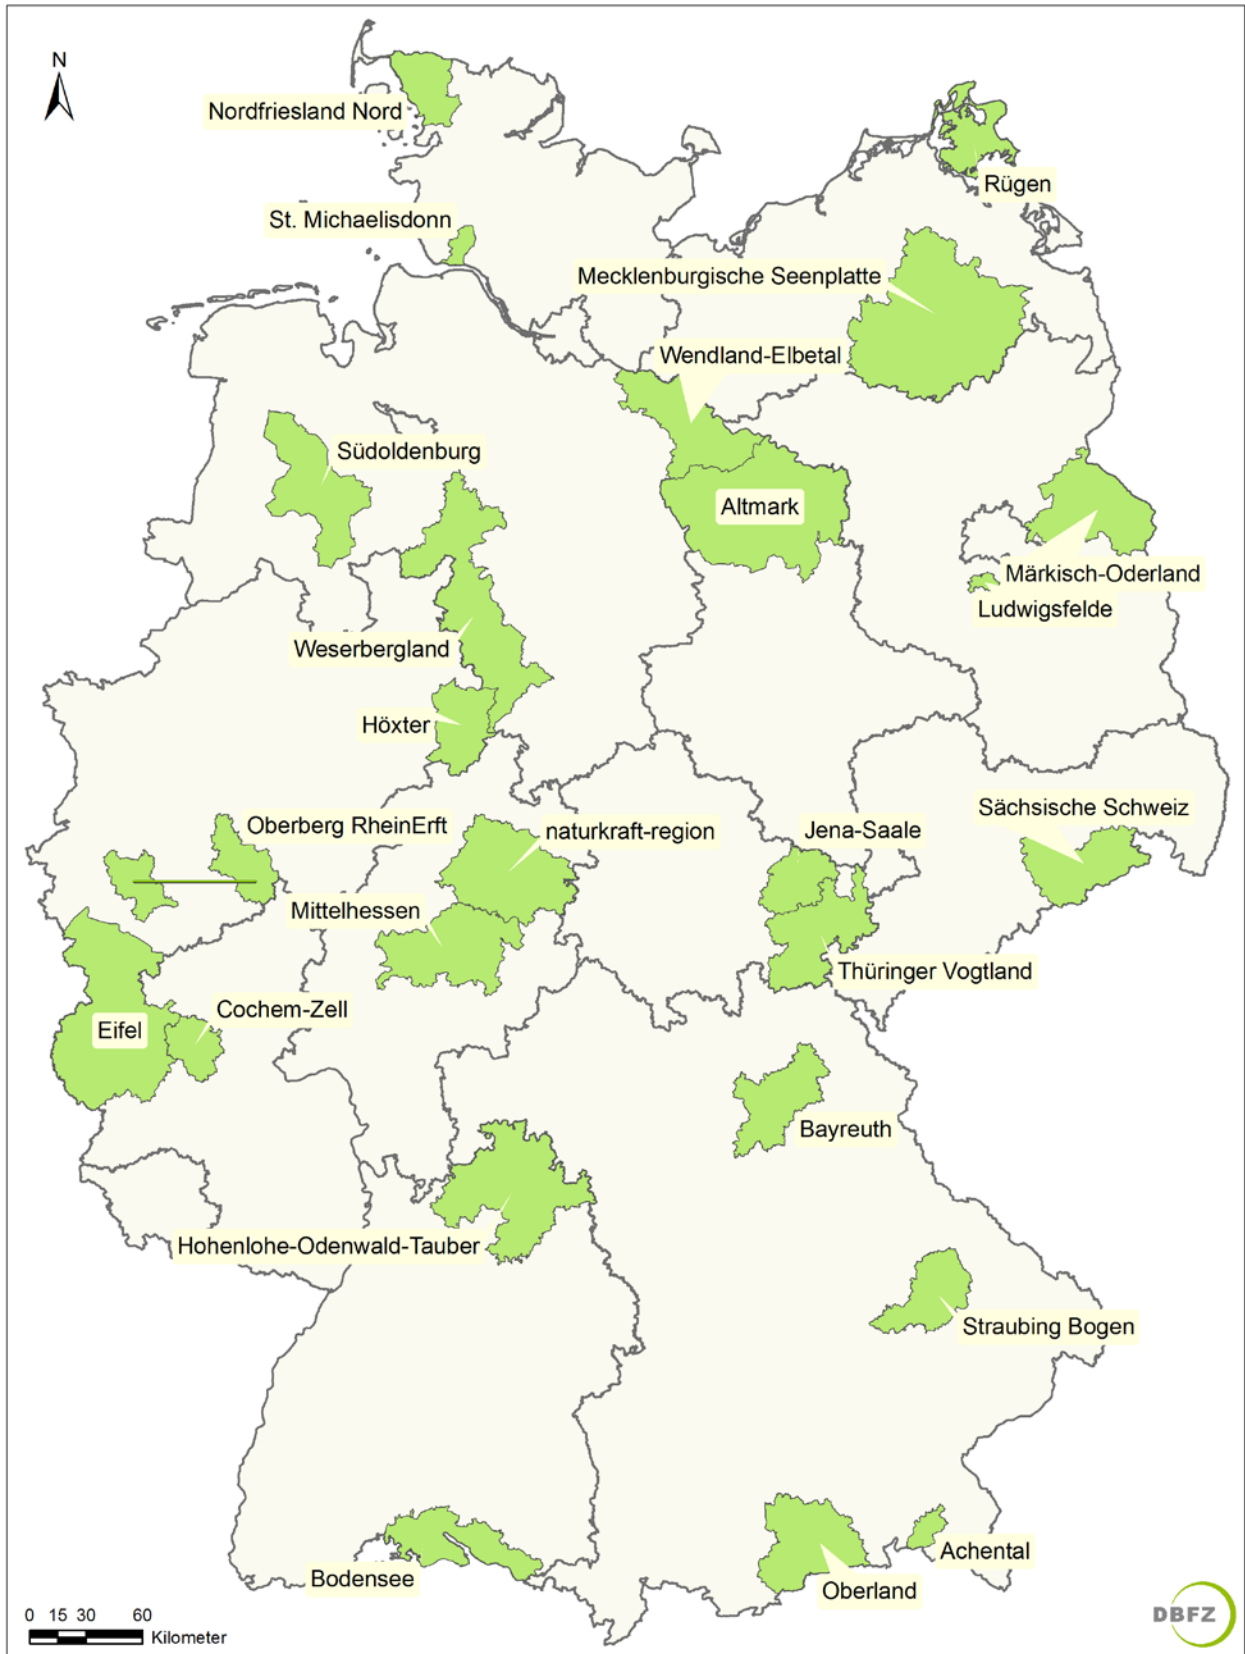 N
Nordfriesland Nord
Rügen
St. Michaelisdonn
Mecklenburgische Seenplatte
Wendland-Elbetal
Südoldenburg
Altmark
Märkisch-Oderland
Ludwigsfelde
Weserbergland
Höxter
Sächsische Schweiz
Oberberg RheinErft
naturkraft-region
Jena-Saale
Mittelhessen
Thüringer Vogtland
Cochem-Zell
Eifel
Bayreuth
Hohenlohe-Odenwald-Tauber
Straubing Bogen
Achental
Bodensee
Oberland
0 15 30 60
Kilometer
DBFZ